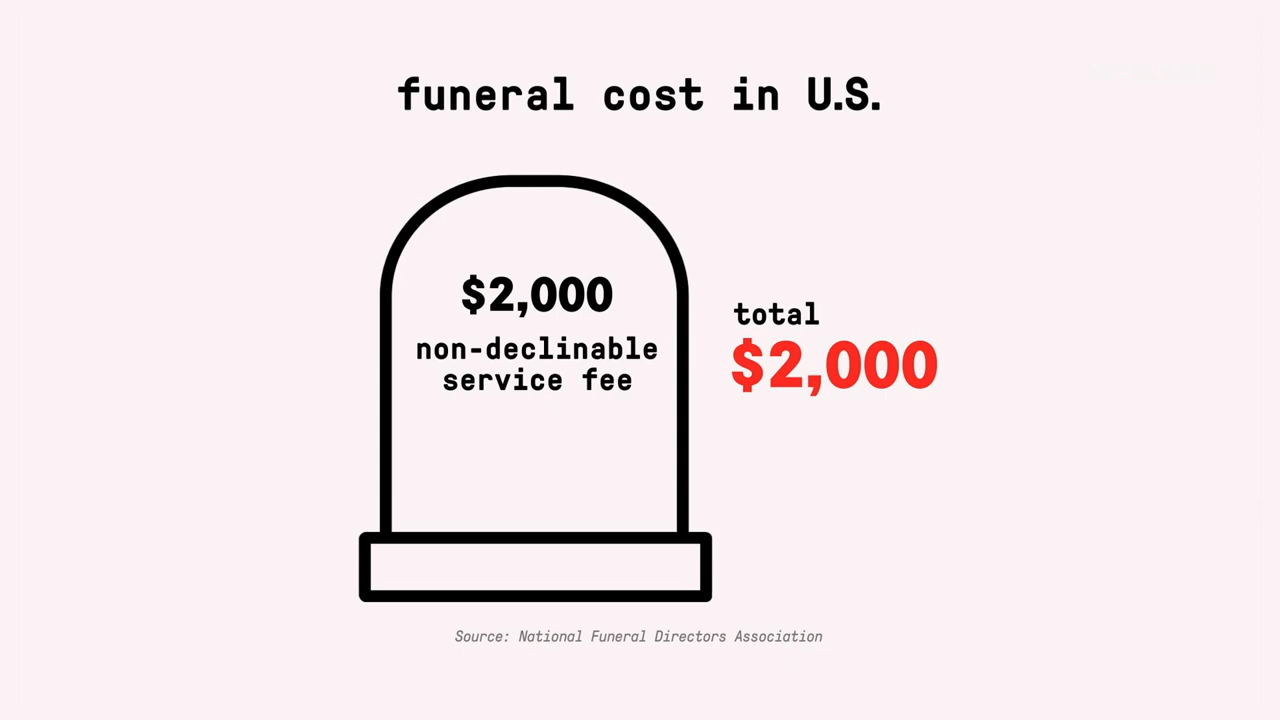 funeral cost in U.S.
$2,000
non-declinable
service fee
total
$2,000
Source: National Funeral Directors Association